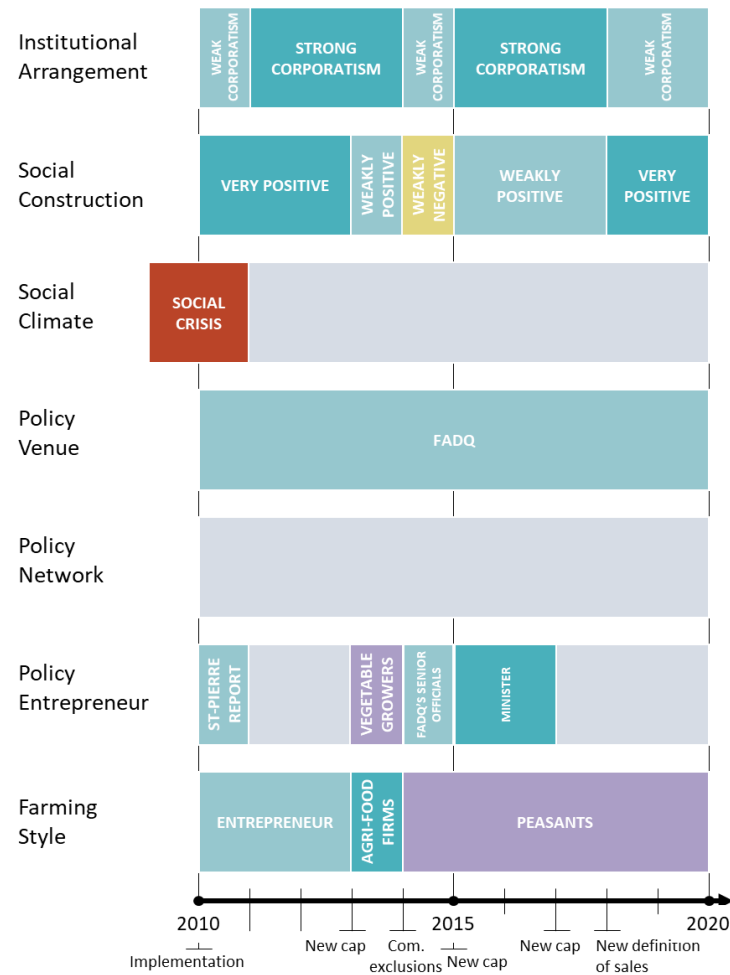 Institutional
Arrangement
WEAK
CORPORATISM
STRONG
CORPORATISM
WEAK
CORPORATISM
STRONG
CORPORATISM
WEAK
CORPORATISM
Social
Construction
VERY POSITIVE
WEAKLY
POSITIVE
WEAKLY
NEGATIVE
WEAKLY
POSITIVE
VERY
POSITIVE
Social
Climate
SOCIAL
CRISIS
Policy
Venue
FADQ
Policy
Network
Policy
Entrepreneur
ST-PIERRE
REPORT
VEGETABLE
GROWERS
FADQ'S SENIOR
OFFICIALS
MINISTER
Farming
Style
ENTREPRENEUR
AGRI-FOOD
FIRMS
PEASANTS
2010
2015
2020
Implementation
New cap
Com.
exclusions
New cap
New cap
New definition
of sales